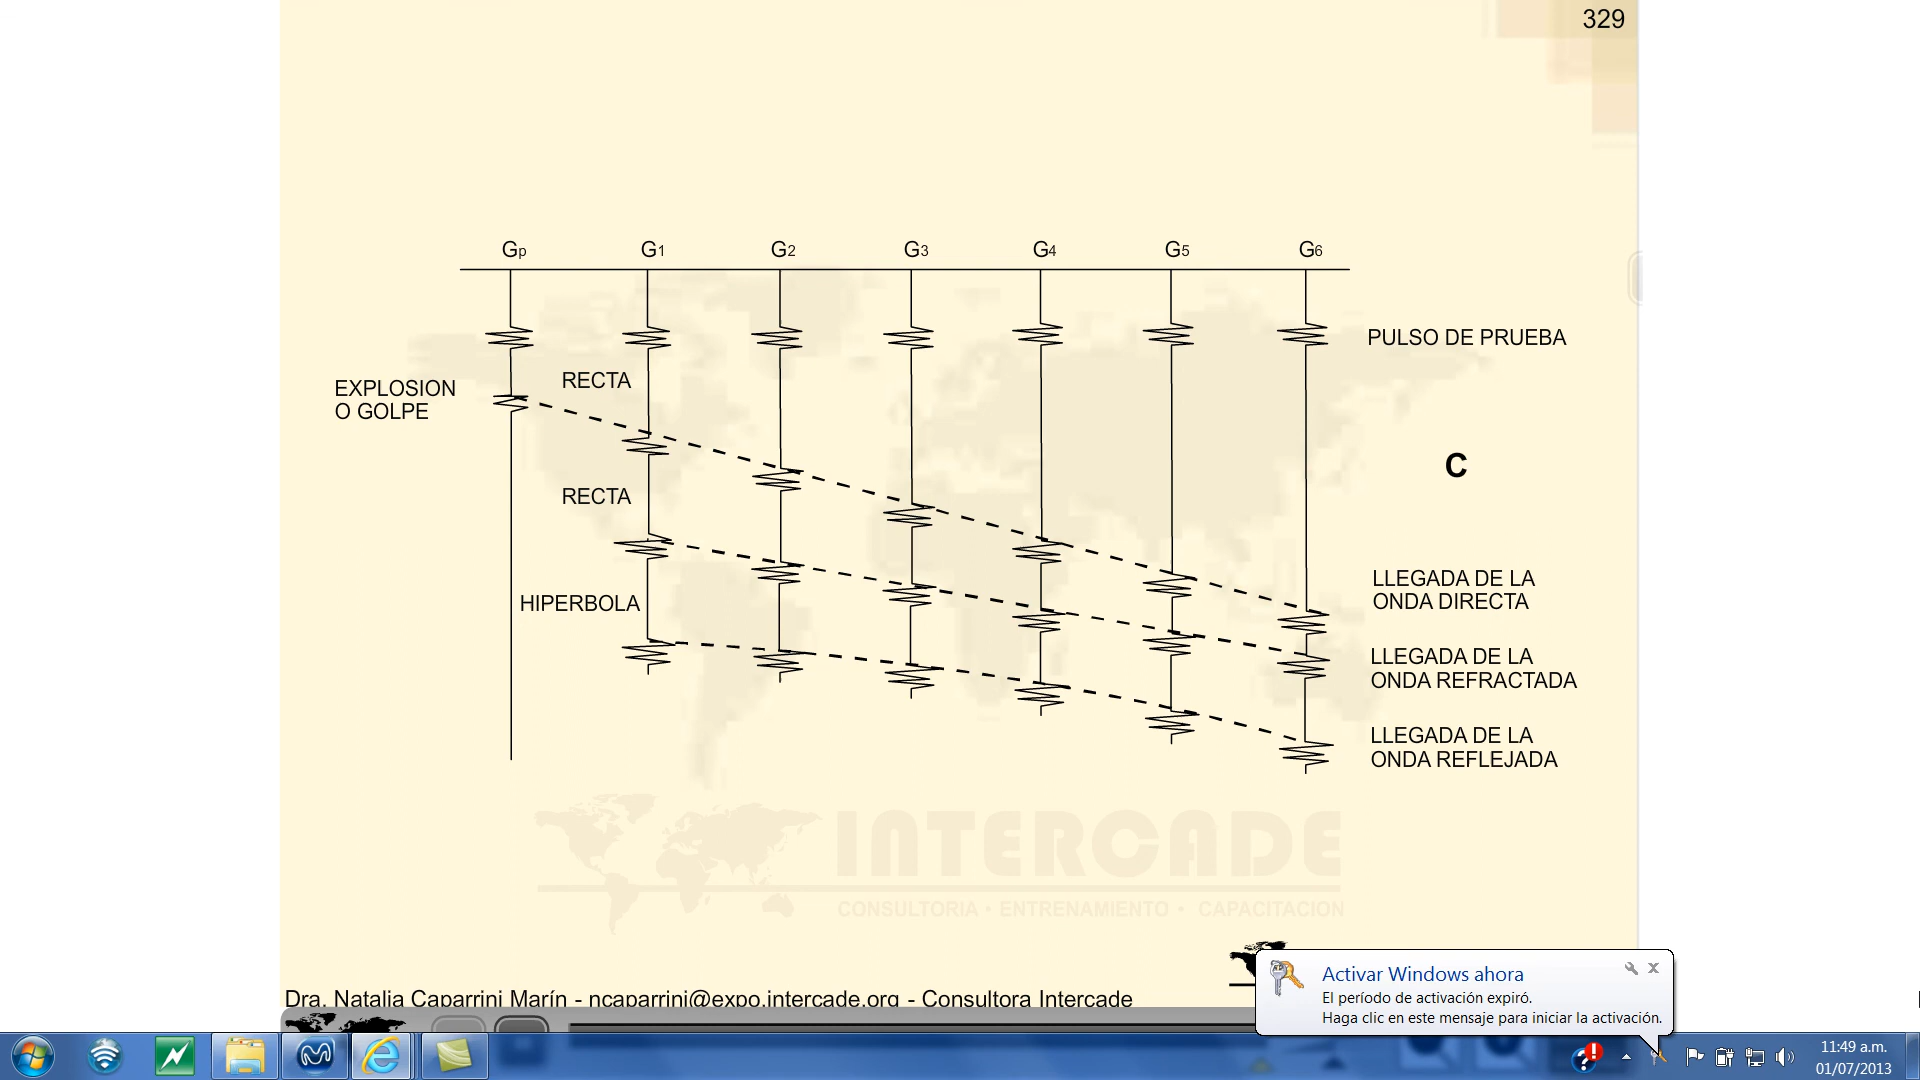 329
Gp G1 G2 G3 G4 G5 G6
PULSO DE PRUEBA
RECTA
EXPLOSION
O GOLPE
C
RECTA
LLEGADA DE LA
ONDA DIRECTA
HIPERBOLA
LLEGADA DE LA
ONDA REFRACTADA
LLEGADA DE LA
ONDA REFLEJADA
INTERCADE
CONSULTORIA • ENTRENAMIENTO • CAPACITACION
Dra. Natalia Caparrini Marín - ncaparrini@expo.intercade.org - Consultora Intercade
Activar Windows ahora
El período de activación expiró.
Haga clic en este mensaje para iniciar la activación.
11:49 a.m.
01/07/2013